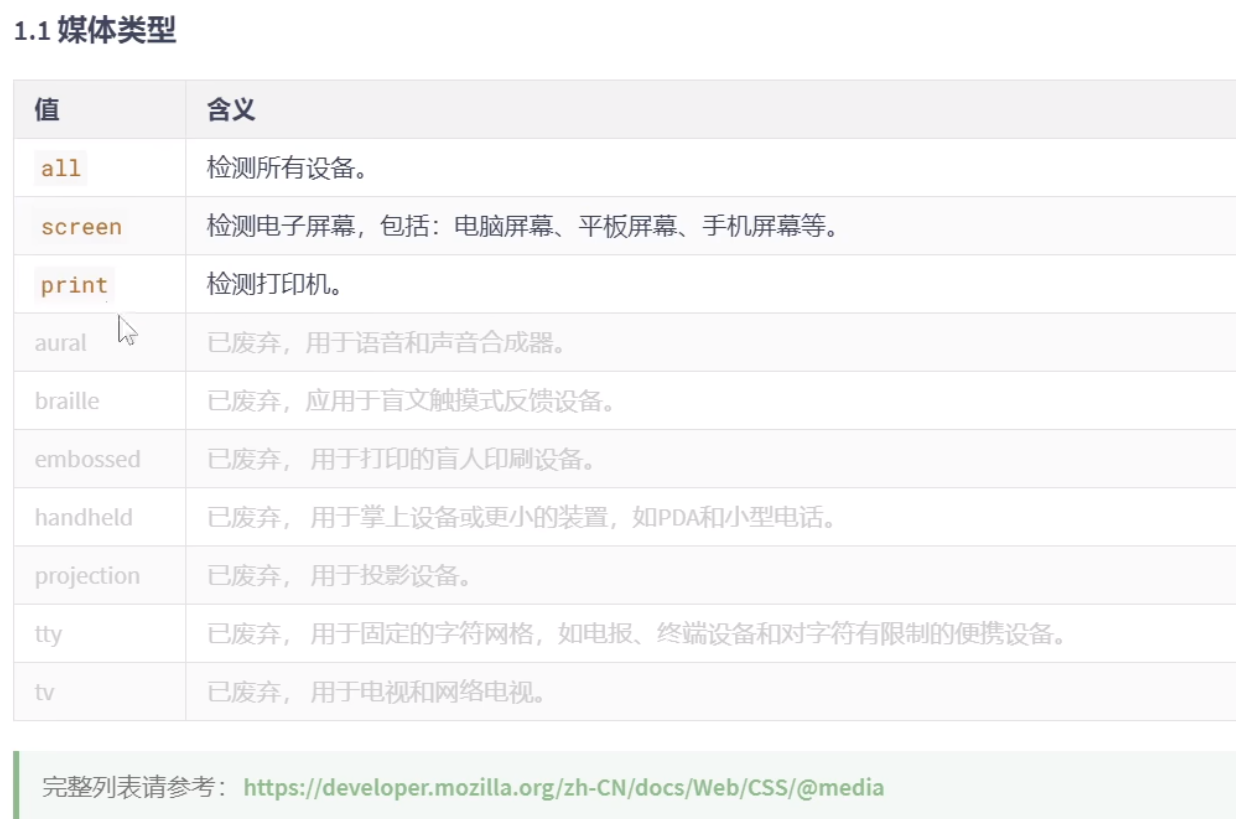 1.1 媒体类型
值 含义
all 检测所有设备。
screen 检测电子屏幕，包括：电脑屏幕、平板屏幕、手机屏幕等。
print 检测打印机。
aural 已废弃，用于语音和声音合成器。
braille 已废弃，应用于盲文触摸式反馈设备。
embossed 已废弃， 用于打印的盲人印刷设备。
handheld 已废弃， 用于掌上设备或更小的装置，如PDA和小型电话。
projection 已废弃， 用于投影设备。
tty 已废弃， 用于固定的字符网格，如电报、终端设备和对字符有限制的便携设备。
tv 已废弃， 用于电视和网络电视。
完整列表请参考： https://developer.mozilla.org/zh-CN/docs/Web/CSS/@media